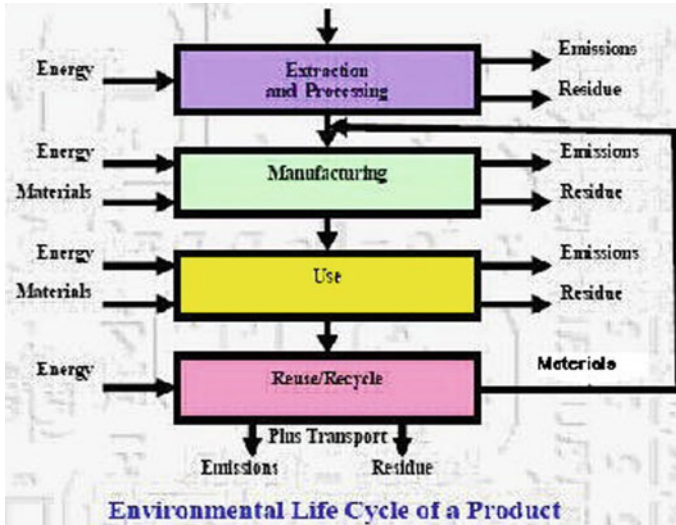 Emissions
Energy
Extraction
and Processing
Residue
Energy
Manufacturing
Emissions
Materials
Residue
Energy
Use
Emissions
Materials
Residue
Energy
Reuse/Recycle
Materials
Plus Transport
Emissions
Residue
Environmental Life Cycle of a Product